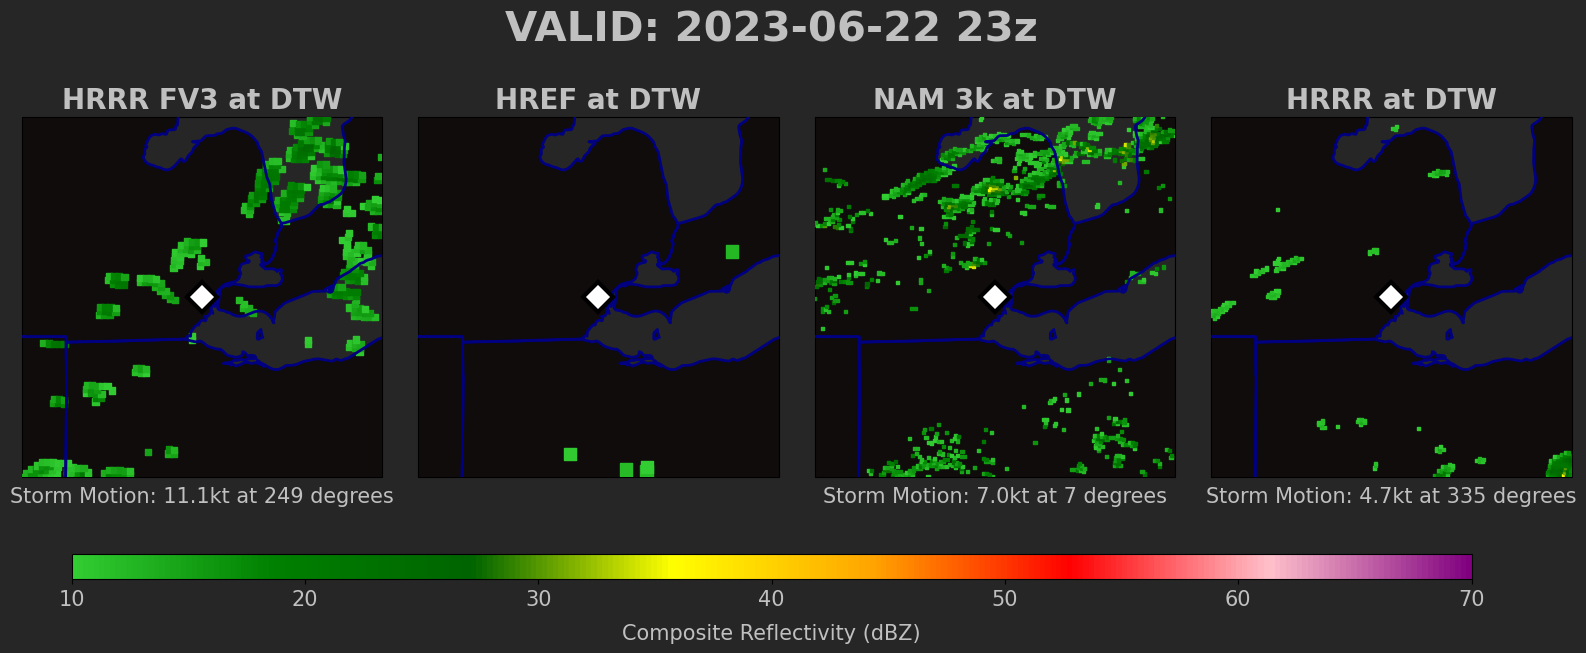 VALID: 2023-06-22 23z
HRRR FV3 at DTW
HREF at DTW
NAM 3k at DTW
HRRR at DTW
Storm Motion: 11.1kt at 249 degrees
Storm Motion: 7.0kt at 7 degrees
Storm Motion: 4.7kt at 335 degrees
10 20 30 40 50 60 70
Composite Reflectivity (dBZ)